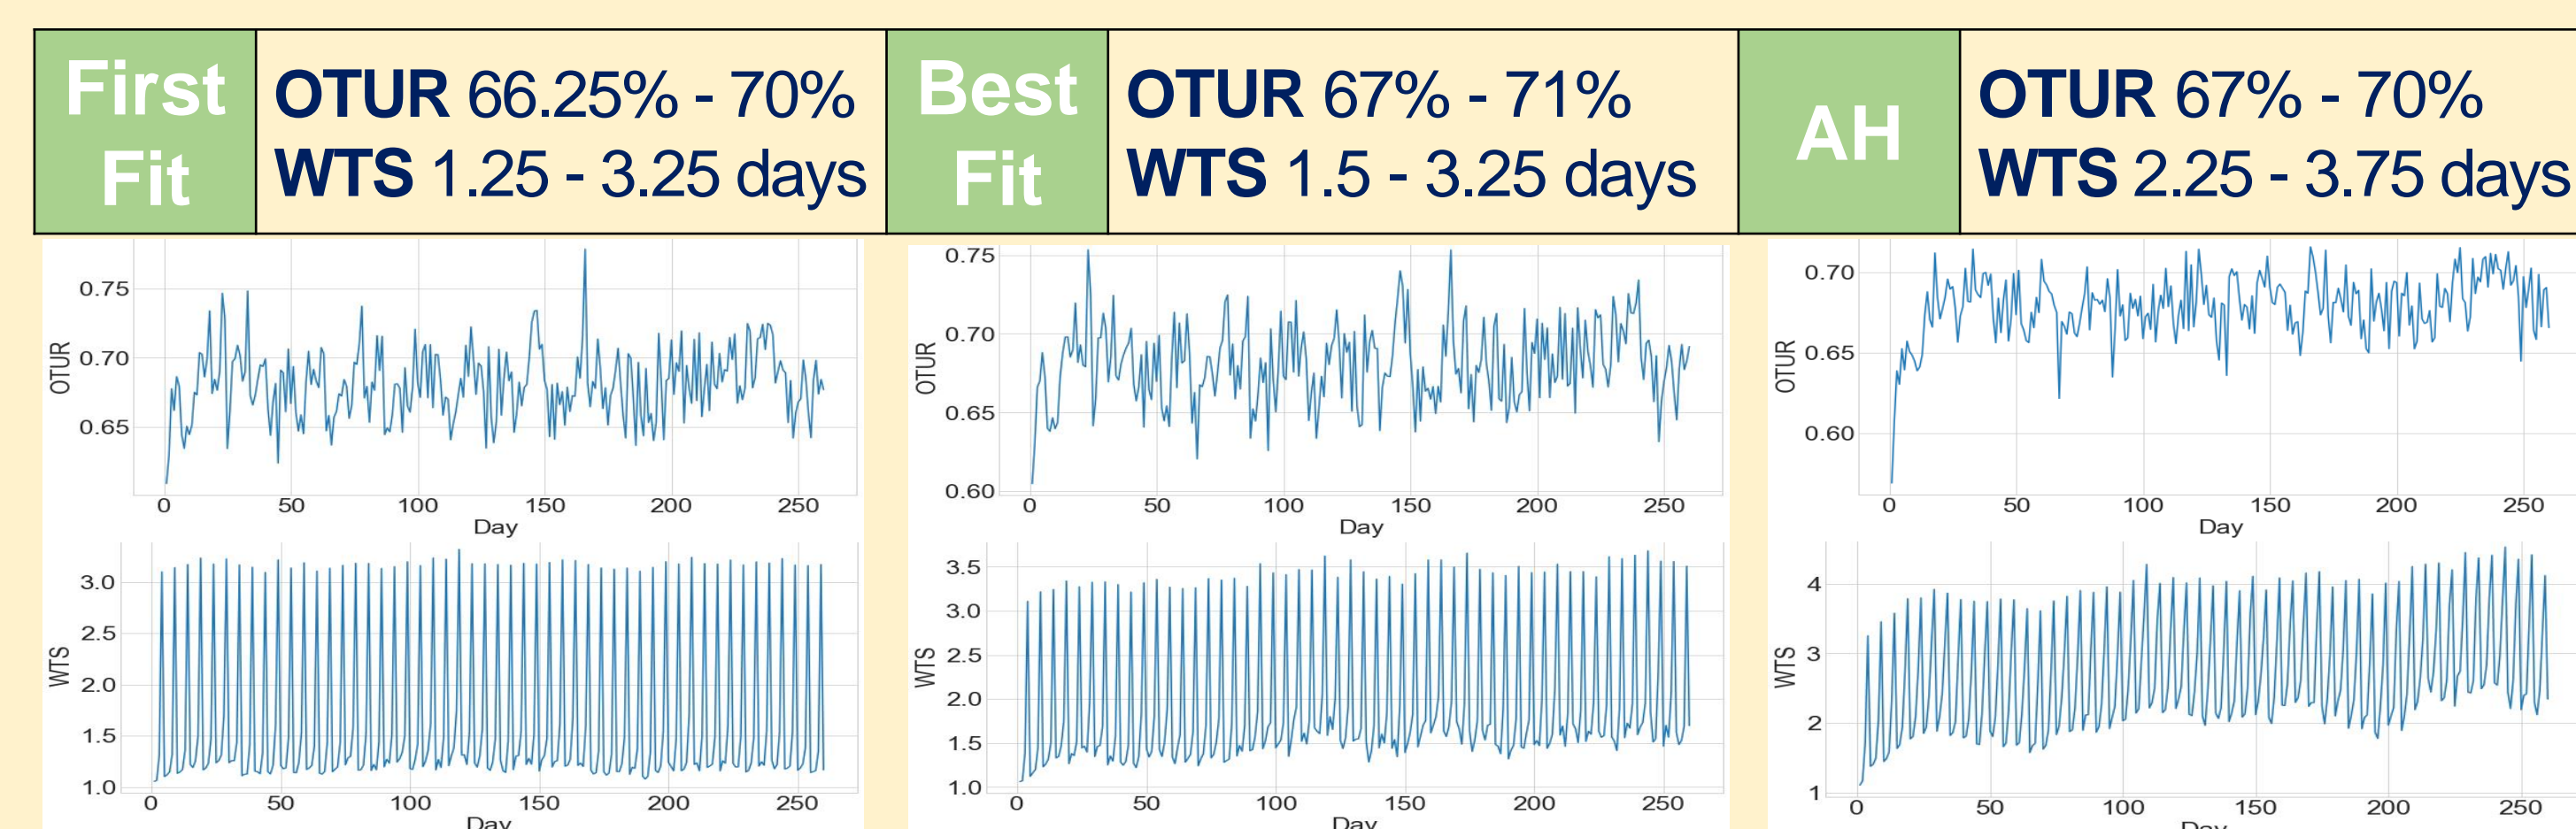 First
Fit
OTUR 66.25% - 70%
WTS 1.25 - 3.25 days
Best
Fit
OTUR 67% - 71%
WTS 1.5 - 3.25 days
AH
OTUR 67% - 70%
WTS 2.25 - 3.75 days
0.75
0.70
0.65
OTUR
0 50 100 150 200 250
Day
0.75
0.70
0.65
0.60
OTUR
0 50 100 150 200 250
Day
0.70
0.65
0.60
OTUR
0 50 100 150 200 250
Day
3.0
2.5
2.0
1.5
1.0
WTS
0 50 100 150 200 250
Day
3.5
3.0
2.5
2.0
1.5
1.0
WTS
0 50 100 150 200 250
Day
4
3
2
1
WTS
0 50 100 150 200 250
Day